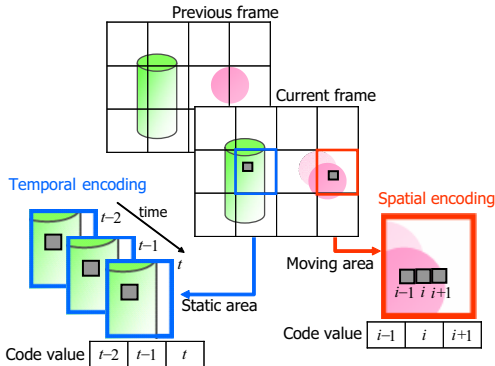 Previous frame
Current frame
Temporal encoding
Spatial encoding
t−2
time
t−1
t
Moving area
i−1 i i+1
Static area
Code value i−1 i i+1
Code value t−2 t−1 t